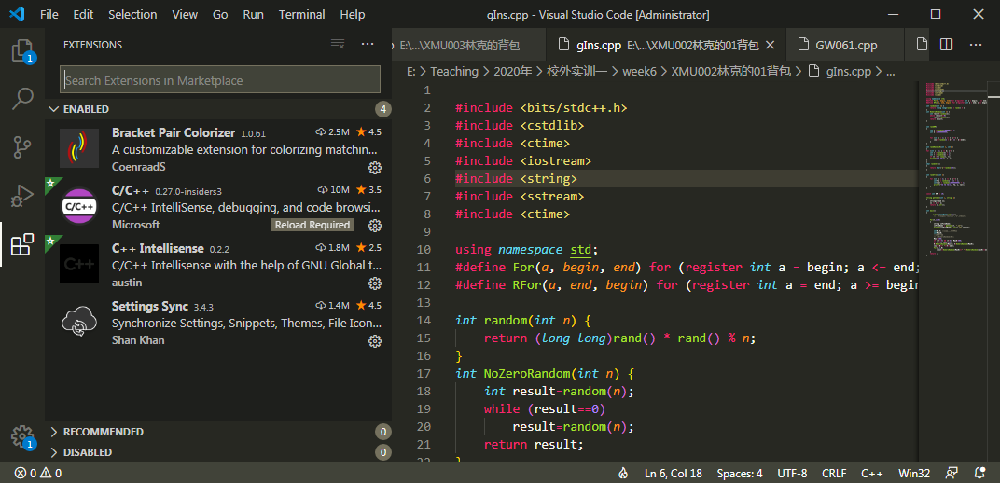 File Edit Selection View Go Run Terminal Help gIns.cpp - Visual Studio Code [Administrator]
EXTENSIONS
E:\...\XMU003林克的背包 gIns.cpp E:\...\XMU002林克的01背包 GW061.cpp
1
E: > Teaching > 2020年 > 校外实训一 > week6 > XMU002林克的01背包 > gIns.cpp > ...
Search Extensions in Marketplace
ENABLED 4
Bracket Pair Colorizer 1.0.61 2.5M 4.5
A customizable extension for colorizing matchin...
CoenraadS
C/C++ 0.27.0-insiders3 10M 3.5
C/C++ IntelliSense, debugging, and code browsi...
Microsoft Reload Required
C/C++
C++ Intellisense 0.2.2 1.8M 2.5
C/C++ Intellisense with the help of GNU Global t...
austin
C++
Settings Sync 3.4.3 1.4M 4.5
Synchronize Settings, Snippets, Themes, File Icon...
Shan Khan
RECOMMENDED 0
DISABLED 0
1
1
2 #include <bits/stdc++.h>
3 #include <cstdlib>
4 #include <ctime>
5 #include <iostream>
6 #include <string>
7 #include <sstream>
8 #include <ctime>
9
10 using namespace std;
11 #define For(a, begin, end) for (register int a = begin; a <= end;
12 #define RFor(a, end, begin) for (register int a = end; a >= begin
13
14 int random(int n) {
15 return (long long)rand() * rand() % n;
16 }
17 int NoZeroRandom(int n) {
18 int result=random(n);
19 while (result==0)
20 result=random(n);
21 return result;
22 }
0 0 Ln 6, Col 18 Spaces: 4 UTF-8 CRLF C++ Win32